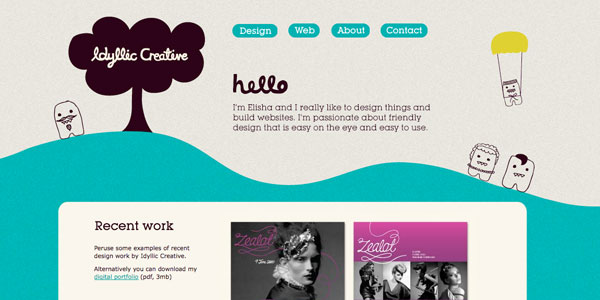 Idyllic Creative
Design Web About Contact
hello
I'm Elisha and I really like to design things and
build websites. I'm passionate about friendly
design that is easy on the eye and easy to use.
Recent work
Peruse some examples of recent
design work by Idyllic Creative.
Alternatively you can download my
digital portfolio (pdf, 3mb)
Zealot
Zealot